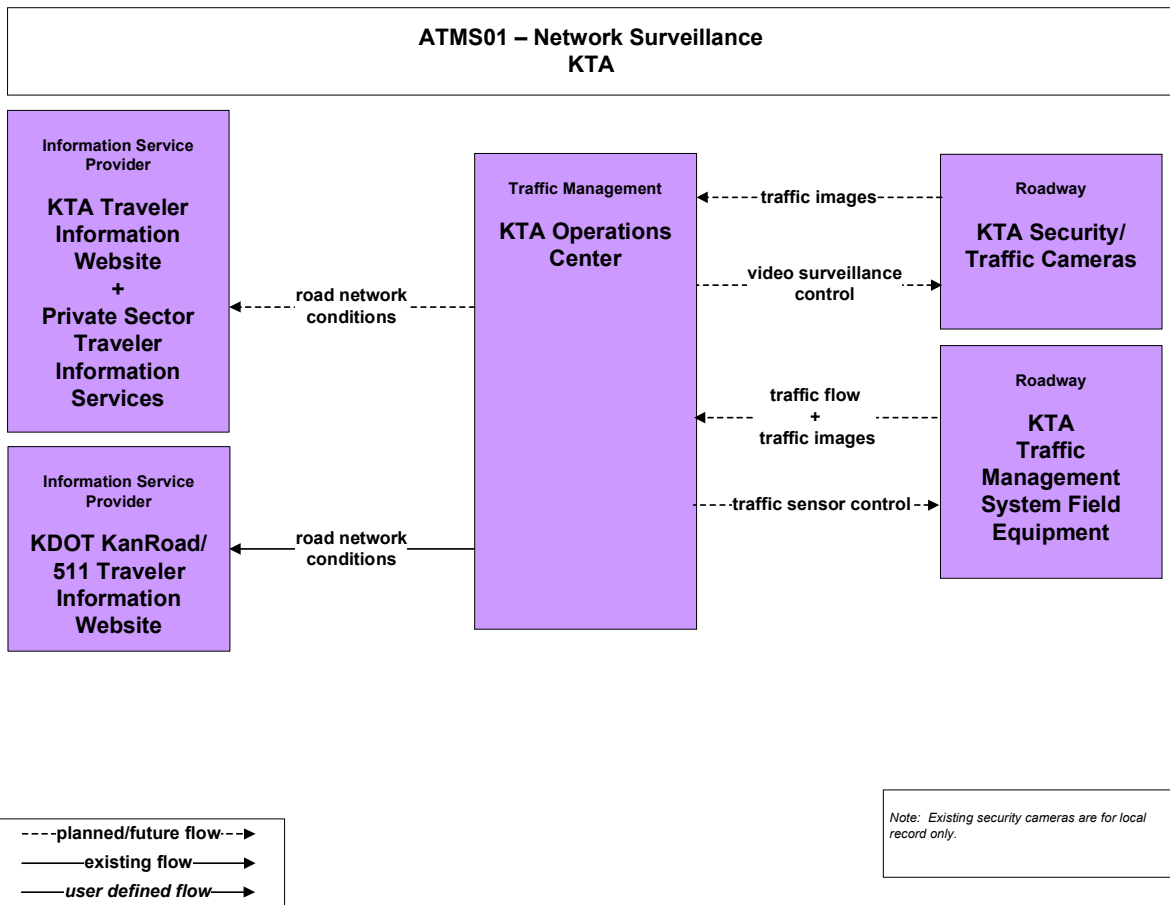 ATMS01 – Network Surveillance
KTA
Information Service
Provider
KTA Traveler
Information
Website
+
Private Sector
Traveler
Information
Services
Information Service
Provider
KDOT KanRoad/
511 Traveler
Information
Website
road network
conditions
road network
conditions
Traffic Management
KTA Operations
Center
traffic images
video surveillance
control
traffic flow
+
traffic images
traffic sensor control
Roadway
KTA Security/
Traffic Cameras
Roadway
KTA
Traffic
Management
System Field
Equipment
planned/future flow
existing flow
user defined flow
Note: Existing security cameras are for local
record only.